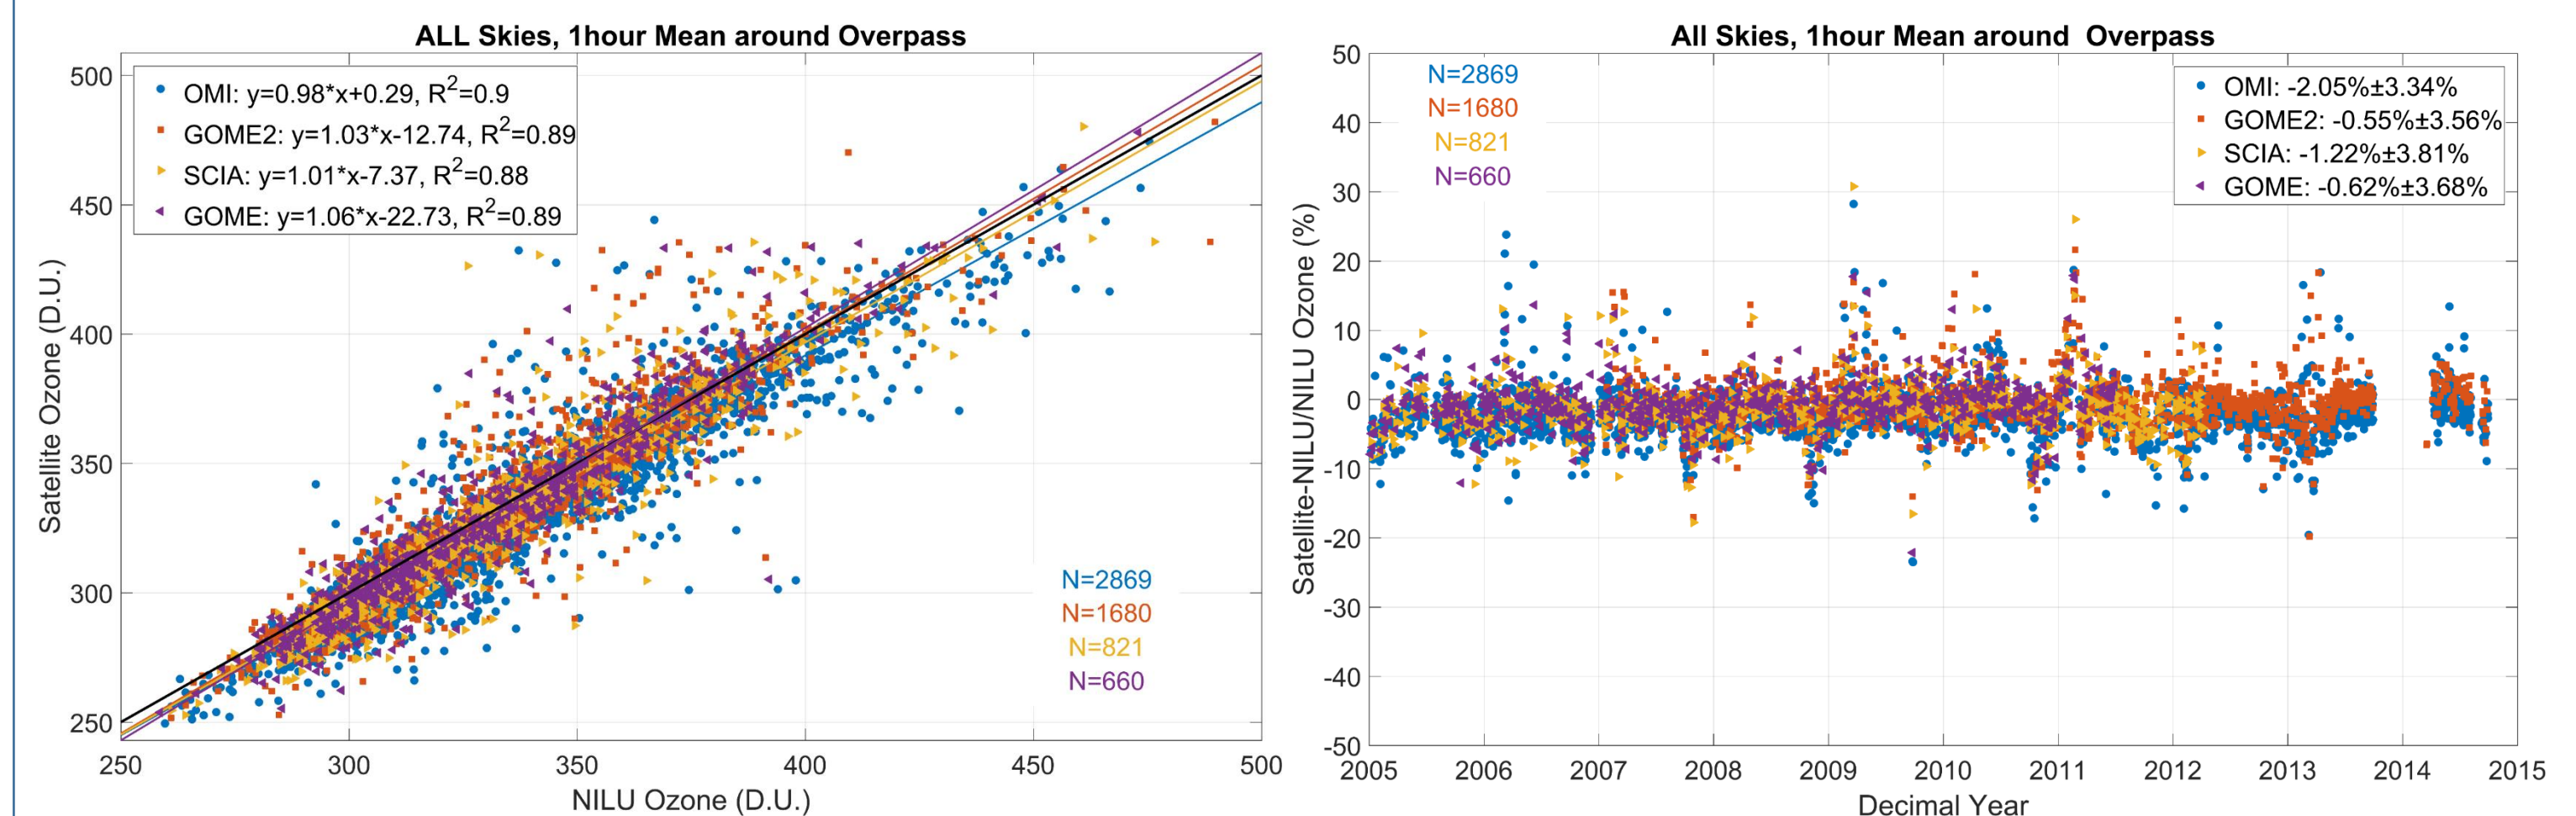 ALL Skies, 1hour Mean around Overpass
500
450
400
350
300
250
Satellite Ozone (D.U.)
OMI: y=0.98*x+0.29, R²=0.9
GOME2: y=1.03*x-12.74, R²=0.89
SCIA: y=1.01*x-7.37, R²=0.88
GOME: y=1.06*x-22.73, R²=0.89
N=2869
N=1680
N=821
N=660
250 300 350 400 450 500
NILU Ozone (D.U.)
All Skies, 1hour Mean around Overpass
50
40
30
20
10
0
-10
-20
-30
-40
-50
Satellite-NILU/NILU Ozone (%)
N=2869
N=1680
N=821
N=660
OMI: -2.05%±3.34%
GOME2: -0.55%±3.56%
SCIA: -1.22%±3.81%
GOME: -0.62%±3.68%
2005 2006 2007 2008 2009 2010 2011 2012 2013 2014 2015
Decimal Year